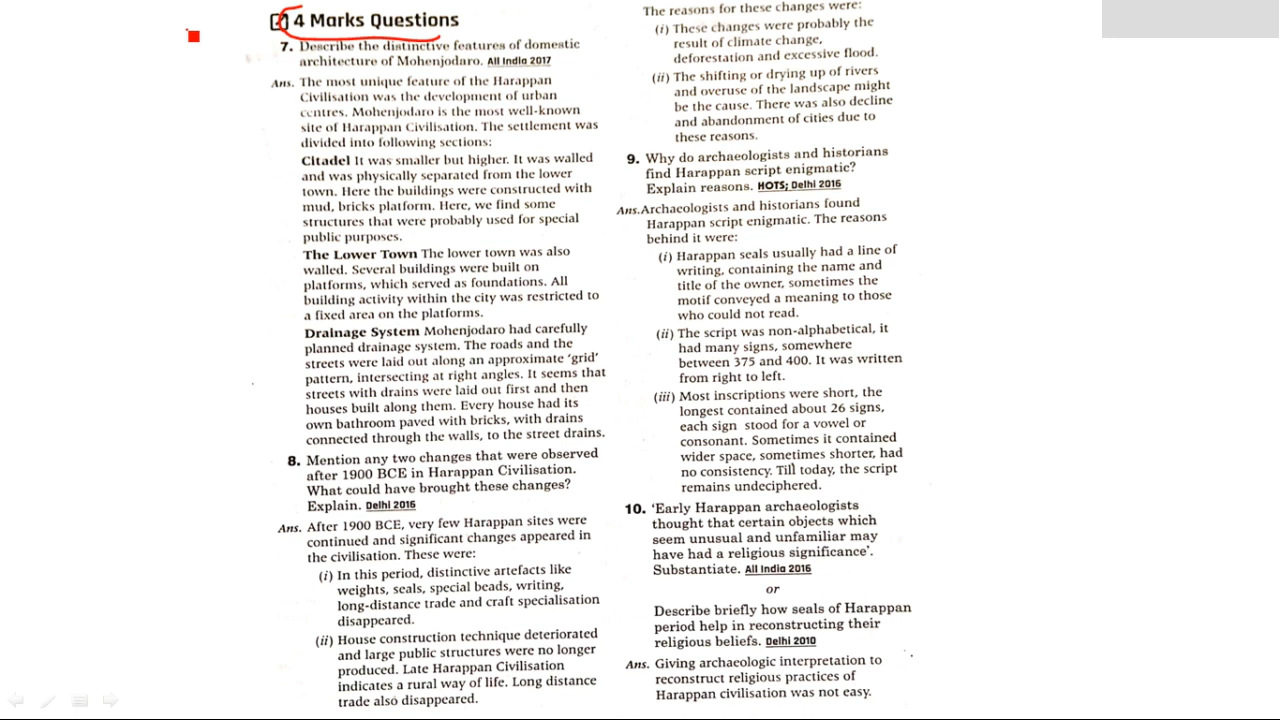 4 Marks Questions
7. Describe the distinctive features of domestic
architecture of Mohenjodaro. All India 2017
Ans. The most unique feature of the Harappan
Civilisation was the development of urban
centres. Mohenjodaro is the most well-known
site of Harappan Civilisation. The settlement was
divided into following sections:
Citadel It was smaller but higher. It was walled
and was physically separated from the lower
town. Here the buildings were constructed with
mud, bricks platform. Here, we find some
structures that were probably used for special
public purposes.
The Lower Town The lower town was also
walled. Several buildings were built on
platforms, which served as foundations. All
building activity within the city was restricted to
a fixed area on the platforms.
Drainage System Mohenjodaro had carefully
planned drainage system. The roads and the
streets were laid out along an approximate 'grid'
pattern, intersecting at right angles. It seems that
streets with drains were laid out first and then
houses built along them. Every house had its
own bathroom paved with bricks, with drains
connected through the walls, to the street drains.
8. Mention any two changes that were observed
after 1900 BCE in Harappan Civilisation.
What could have brought these changes?
Explain. Delhi 2016
Ans. After 1900 BCE, very few Harappan sites were
continued and significant changes appeared in
the civilisation. These were:
(i) In this period, distinctive artefacts like
weights, seals, special beads, writing,
long-distance trade and craft specialisation
disappeared.
(ii) House construction technique deteriorated
and large public structures were no longer
produced. Late Harappan Civilisation
indicates a rural way of life. Long distance
trade also disappeared.
The reasons for these changes were:
(i) These changes were probably the
result of climate change,
deforestation and excessive flood.
(ii) The shifting or drying up of rivers
and overuse of the landscape might
be the cause. There was also decline
and abandonment of cities due to
these reasons.
9. Why do archaeologists and historians
find Harappan script enigmatic?
Explain reasons. HOTS; Delhi 2016
Ans. Archaeologists and historians found
Harappan script enigmatic. The reasons
behind it were:
(i) Harappan seals usually had a line of
writing, containing the name and
title of the owner, sometimes the
motif conveyed a meaning to those
who could not read.
(ii) The script was non-alphabetical, it
had many signs, somewhere
between 375 and 400. It was written
from right to left.
(iii) Most inscriptions were short, the
longest contained about 26 signs,
each sign stood for a vowel or
consonant. Sometimes it contained
wider space, sometimes shorter, had
no consistency. Till today, the script
remains undeciphered.
10. 'Early Harappan archaeologists
thought that certain objects which
seem unusual and unfamiliar may
have had a religious significance'.
Substantiate. All India 2016
or
Describe briefly how seals of Harappan
period help in reconstructing their
religious beliefs. Delhi 2010
Ans. Giving archaeologic interpretation to
reconstruct religious practices of
Harappan civilisation was not easy.